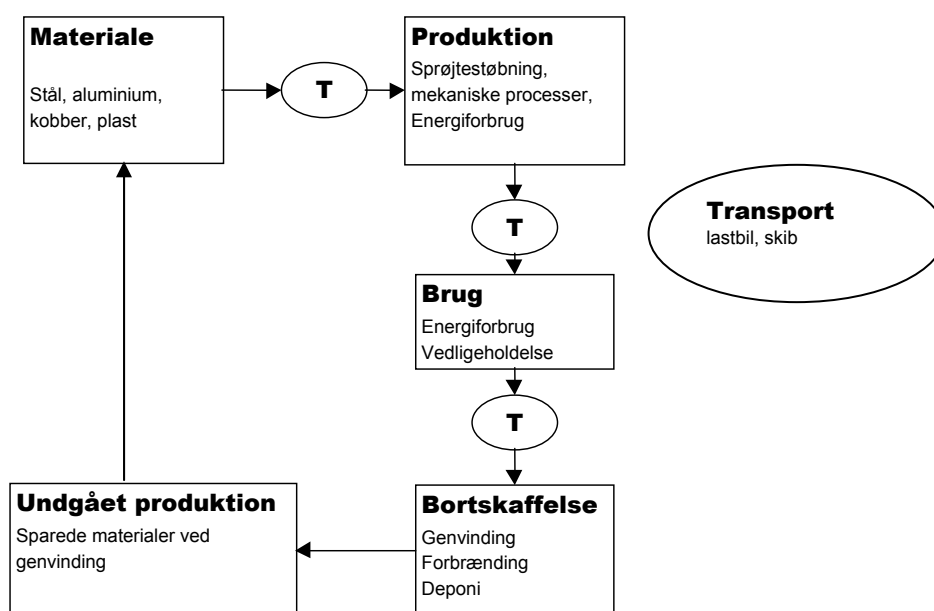 Materiale
Stål, aluminium,
kobber, plast
T
Produktion
Sprøjtestøbning,
mekaniske processer,
Energiforbrug
T
Transport
lastbil, skib
Brug
Energiforbrug
Vedligeholdelse
T
Undgået produktion
Sparede materialer ved
genvinding
Bortskaffelse
Genvinding
Forbrænding
Deponi